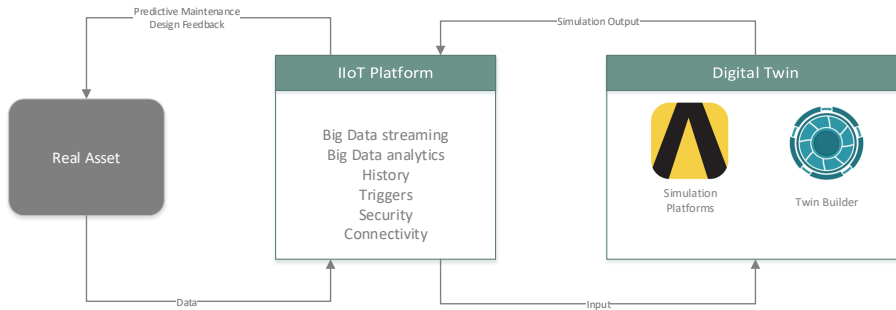 Predictive Maintenance
Design Feedback
Simulation Output
IIoT Platform
Digital Twin
Real Asset
Big Data streaming
Big Data analytics
History
Triggers
Security
Connectivity
Simulation
Platforms
Twin Builder
Data
Input